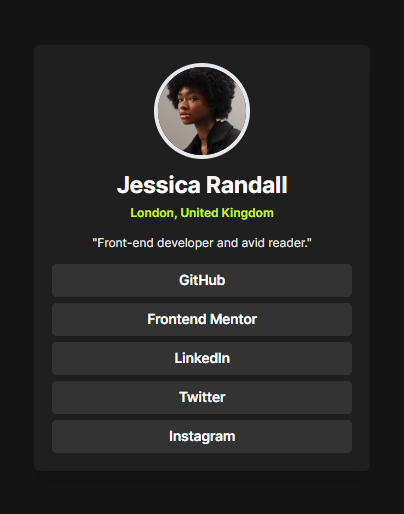 Jessica Randall
London, United Kingdom
"Front-end developer and avid reader."
GitHub
Frontend Mentor
LinkedIn
Twitter
Instagram